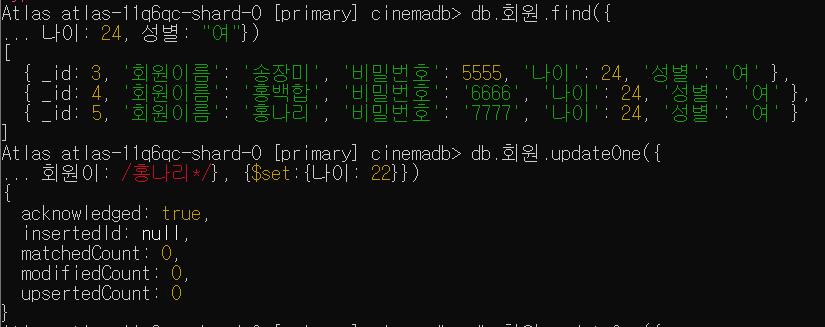 Atlas atlas-11q6qc-shard-0 [primary] cinemadb> db.회원.find({
... 나이: 24, 성별: "여"})
[
  { _id: 3, '회원이름': '송장미', '비밀번호': 5555, '나이': 24, '성별': '여' },
  { _id: 4, '회원이름': '홍백합', '비밀번호': '6666', '나이': 24, '성별': '여' },
  { _id: 5, '회원이름': '홍나리', '비밀번호': '7777', '나이': 24, '성별': '여' }
]
Atlas atlas-11q6qc-shard-0 [primary] cinemadb> db.회원.updateOne({
... 회원이: /홍나리*/}, {$set:{나이: 22}})
{
  acknowledged: true,
  insertedId: null,
  matchedCount: 0,
  modifiedCount: 0,
  upsertedCount: 0
}